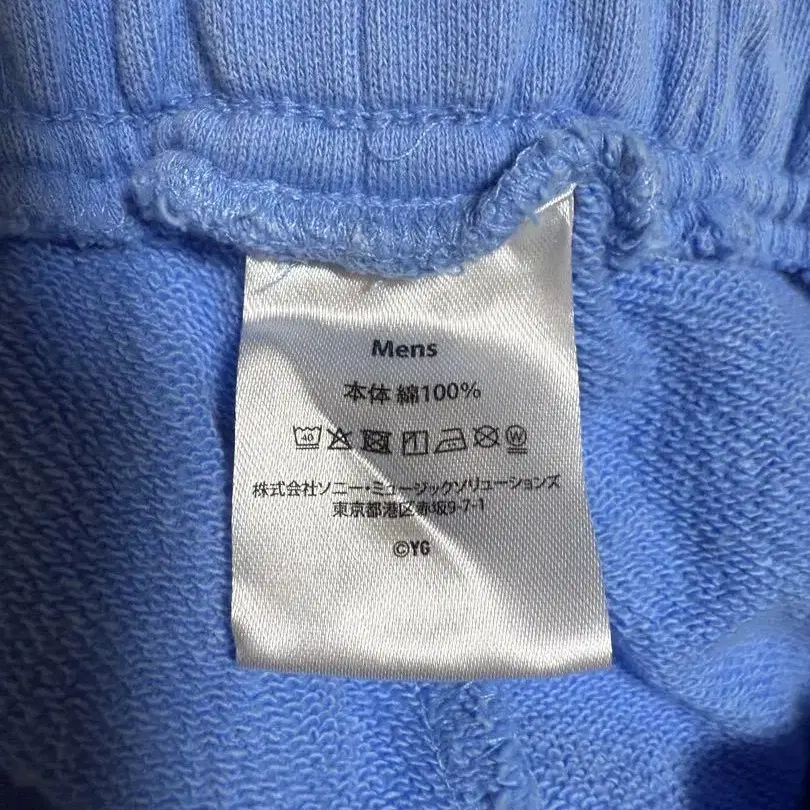 Mens
本体 綿100%
40 W
株式会社ソニー・ミュージックソリューションズ
東京都港区赤坂9-7-1
©YG